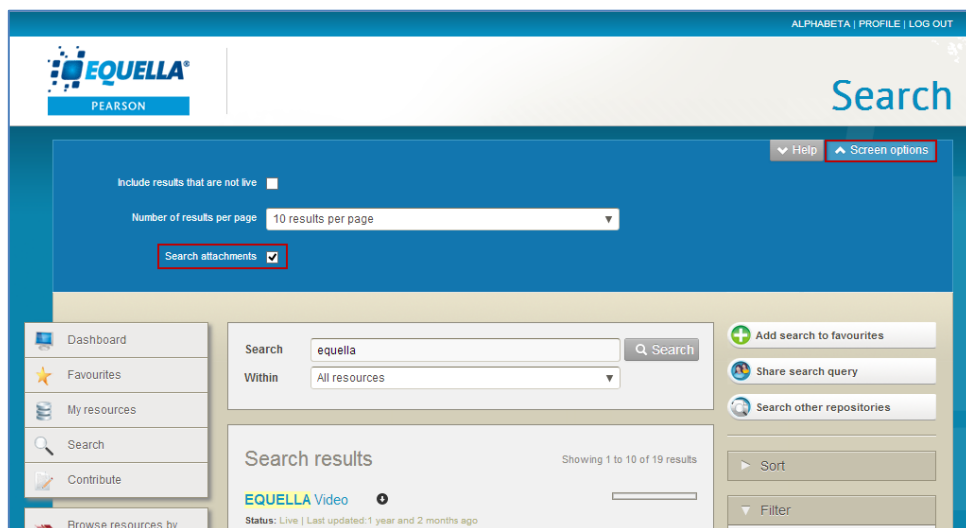 ALPHABETA | PROFILE | LOG OUT
EQUELLA®
PEARSON
Search
Help
Screen options
Include results that are not live
Number of results per page
10 results per page
Search attachments
Dashboard
Favourites
My resources
Search
Contribute
Browse resources by
Search
equella
Search
Within
All resources
Search results
Showing 1 to 10 of 19 results
EQUELLA Video
Status: Live | Last updated:1 year and 2 months ago
Add search to favourites
Share search query
Search other repositories
Sort
Filter